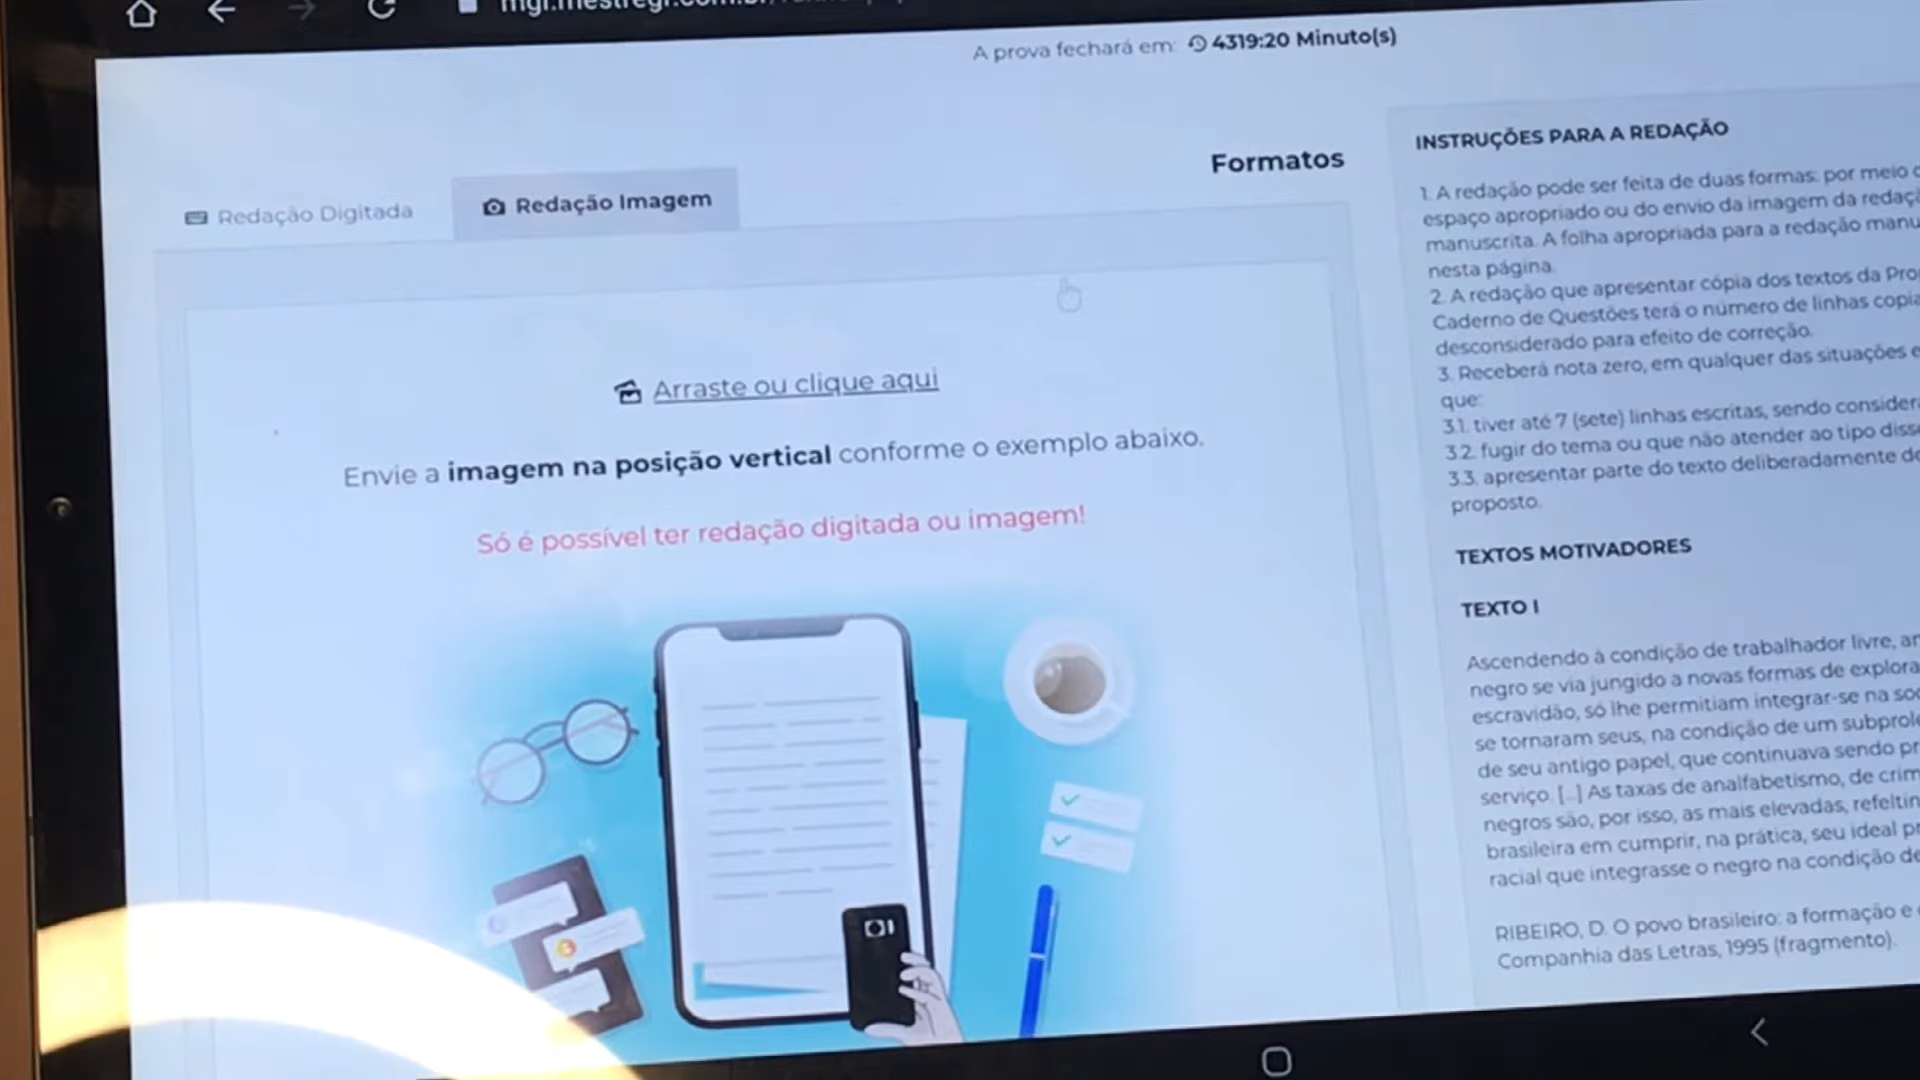 A prova fechará em: 4319:20 Minuto(s)
Formatos
Redação Digitada
Redação Imagem
Arraste ou clique aqui
Envie a imagem na posição vertical conforme o exemplo abaixo.
Só é possível ter redação digitada ou imagem!
INSTRUÇÕES PARA A REDAÇÃO
1. A redação pode ser feita de duas formas: por meio
espaço apropriado ou do envio da imagem da
manuscrita. A folha apropriada para a redação
nesta página.
2. A redação que apresentar cópia dos textos da
Caderno de Questões terá o número de linhas
desconsiderado para efeito de correção.
3. Receberá nota zero, em qualquer das situações
que:
3.1. tiver até 7 (sete) linhas escritas, sendo
3.2. fugir do tema ou que não atender ao tipo
3.3. apresentar parte do texto deliberadamente
proposto.
TEXTOS MOTIVADORES
TEXTO I
Ascendendo à condição de trabalhador livre,
negro se via jungido a novas formas de
escravidão, só lhe permitiam integrar-se na
se tornaram seus, na condição de um
de seu antigo papel, que continuava sendo
serviço. [...] As taxas de analfabetismo, de
negros são, por isso, as mais elevadas,
brasileira em cumprir, na prática, seu ideal
racial que integrasse o negro na condição de
RIBEIRO, D. O povo brasileiro: a formação e
Companhia das Letras, 1995 (fragmento).